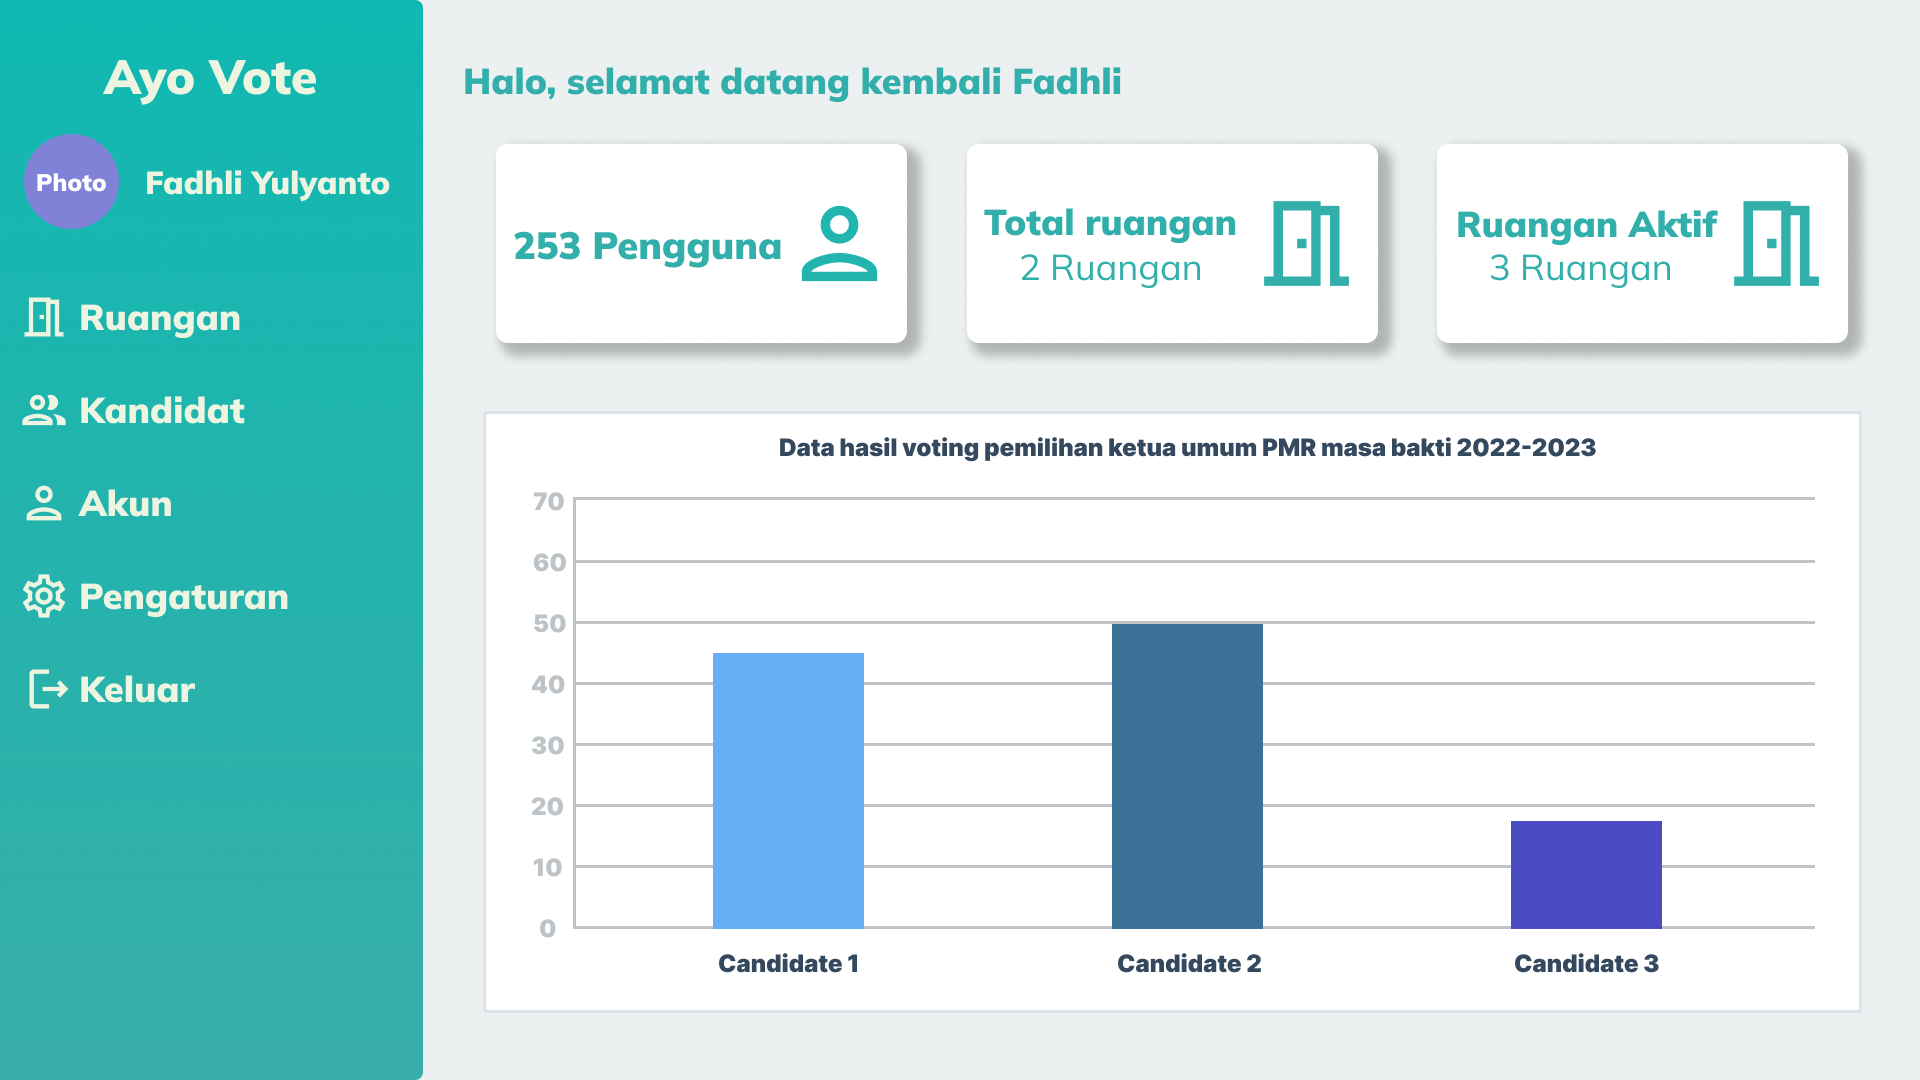 Ayo Vote
Photo
Fadhli Yulyanto
Ruangan
Kandidat
Akun
Pengaturan
Keluar
Halo, selamat datang kembali Fadhli
253 Pengguna
Total ruangan
2 Ruangan
Ruangan Aktif
3 Ruangan
Data hasil voting pemilihan ketua umum PMR masa bakti 2022-2023
70
60
50
40
30
20
10
0
Candidate 1
Candidate 2
Candidate 3